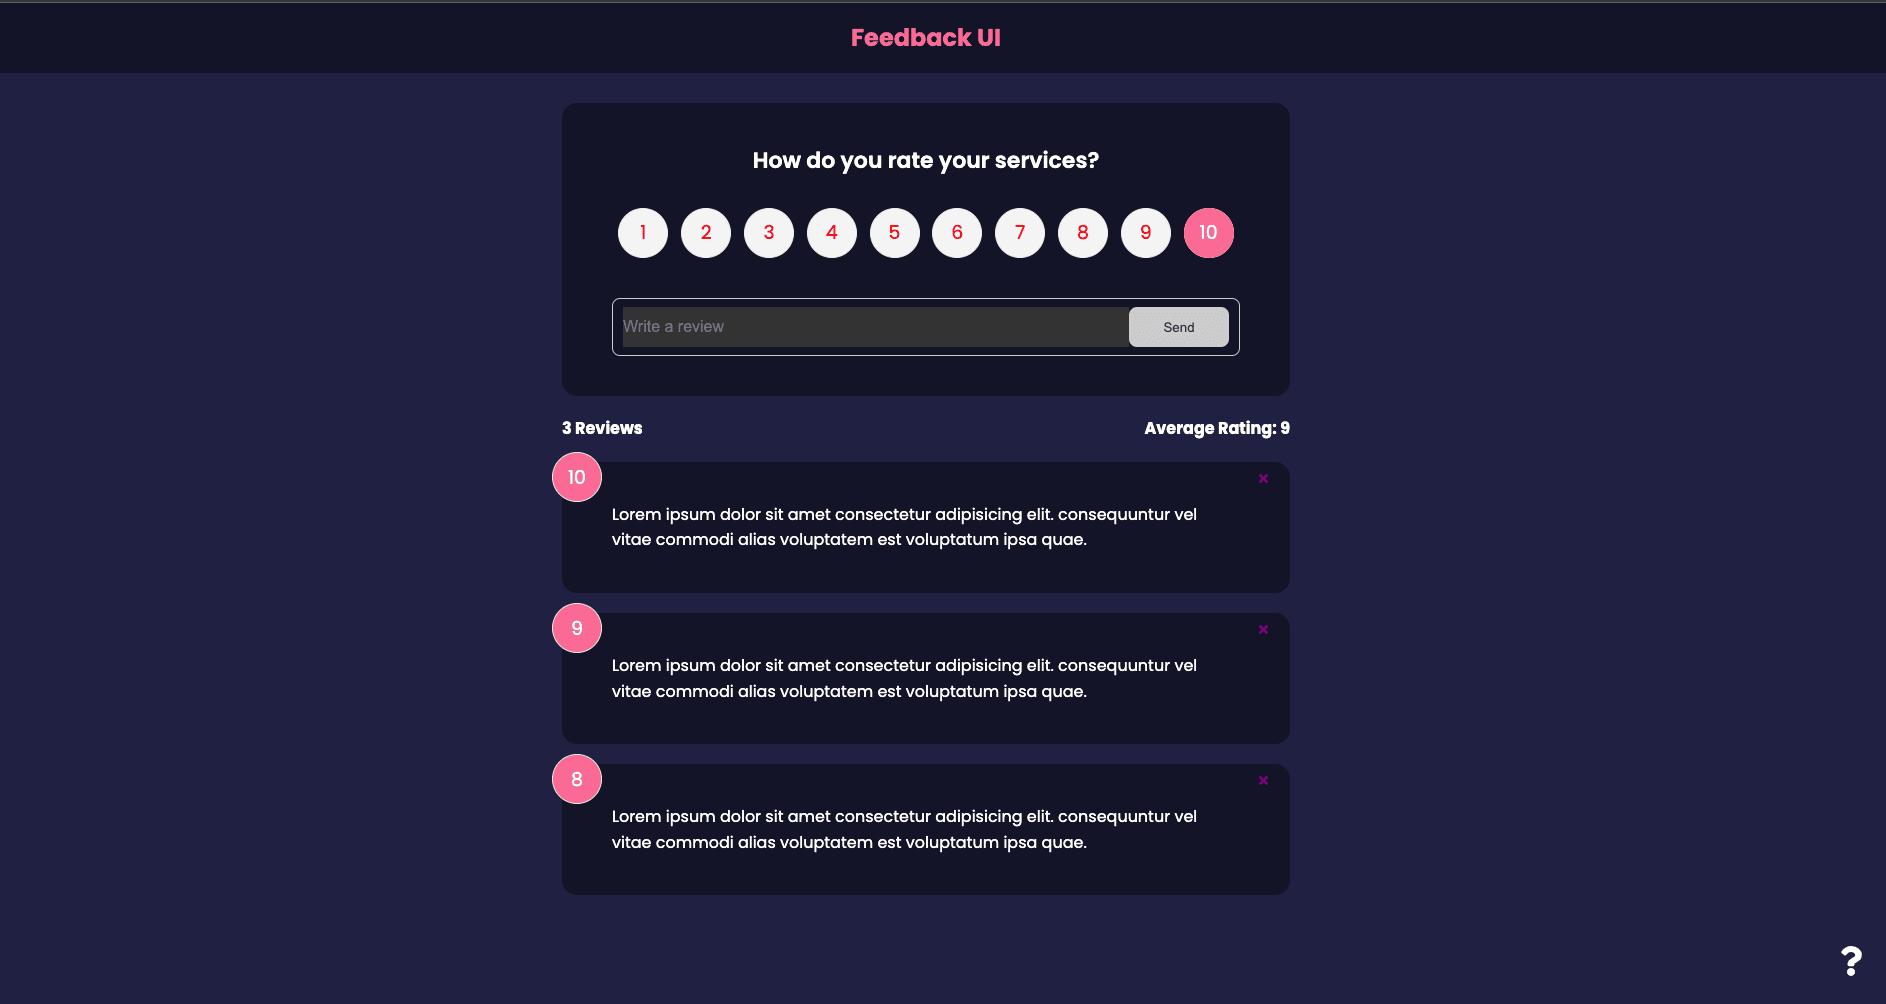 Feedback UI
How do you rate your services?
1 2 3 4 5 6 7 8 9 10
Write a review Send
3 Reviews Average Rating: 9
10
Lorem ipsum dolor sit amet consectetur adipisicing elit. consequuntur vel
vitae commodi alias voluptatem est voluptatum ipsa quae.
9
Lorem ipsum dolor sit amet consectetur adipisicing elit. consequuntur vel
vitae commodi alias voluptatem est voluptatum ipsa quae.
8
Lorem ipsum dolor sit amet consectetur adipisicing elit. consequuntur vel
vitae commodi alias voluptatem est voluptatum ipsa quae.
?